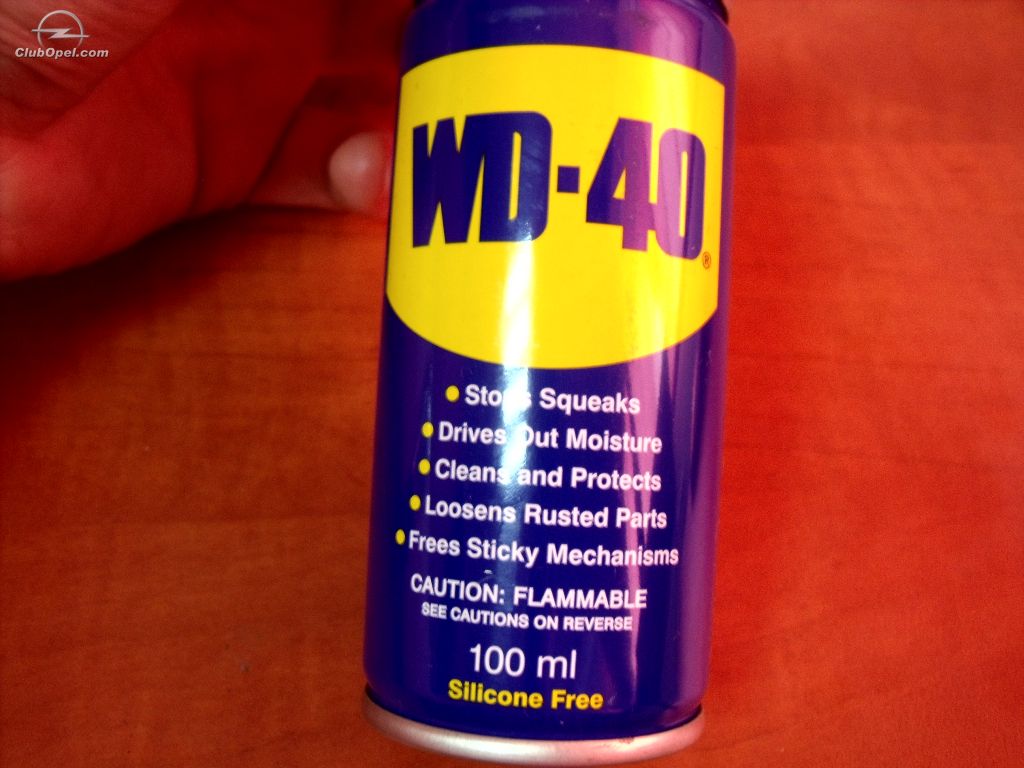 ClubOpel.com
WD-40®
• Stops Squeaks
• Drives Out Moisture
• Cleans and Protects
• Loosens Rusted Parts
• Frees Sticky Mechanisms
CAUTION: FLAMMABLE
SEE CAUTIONS ON REVERSE
100 ml
Silicone Free